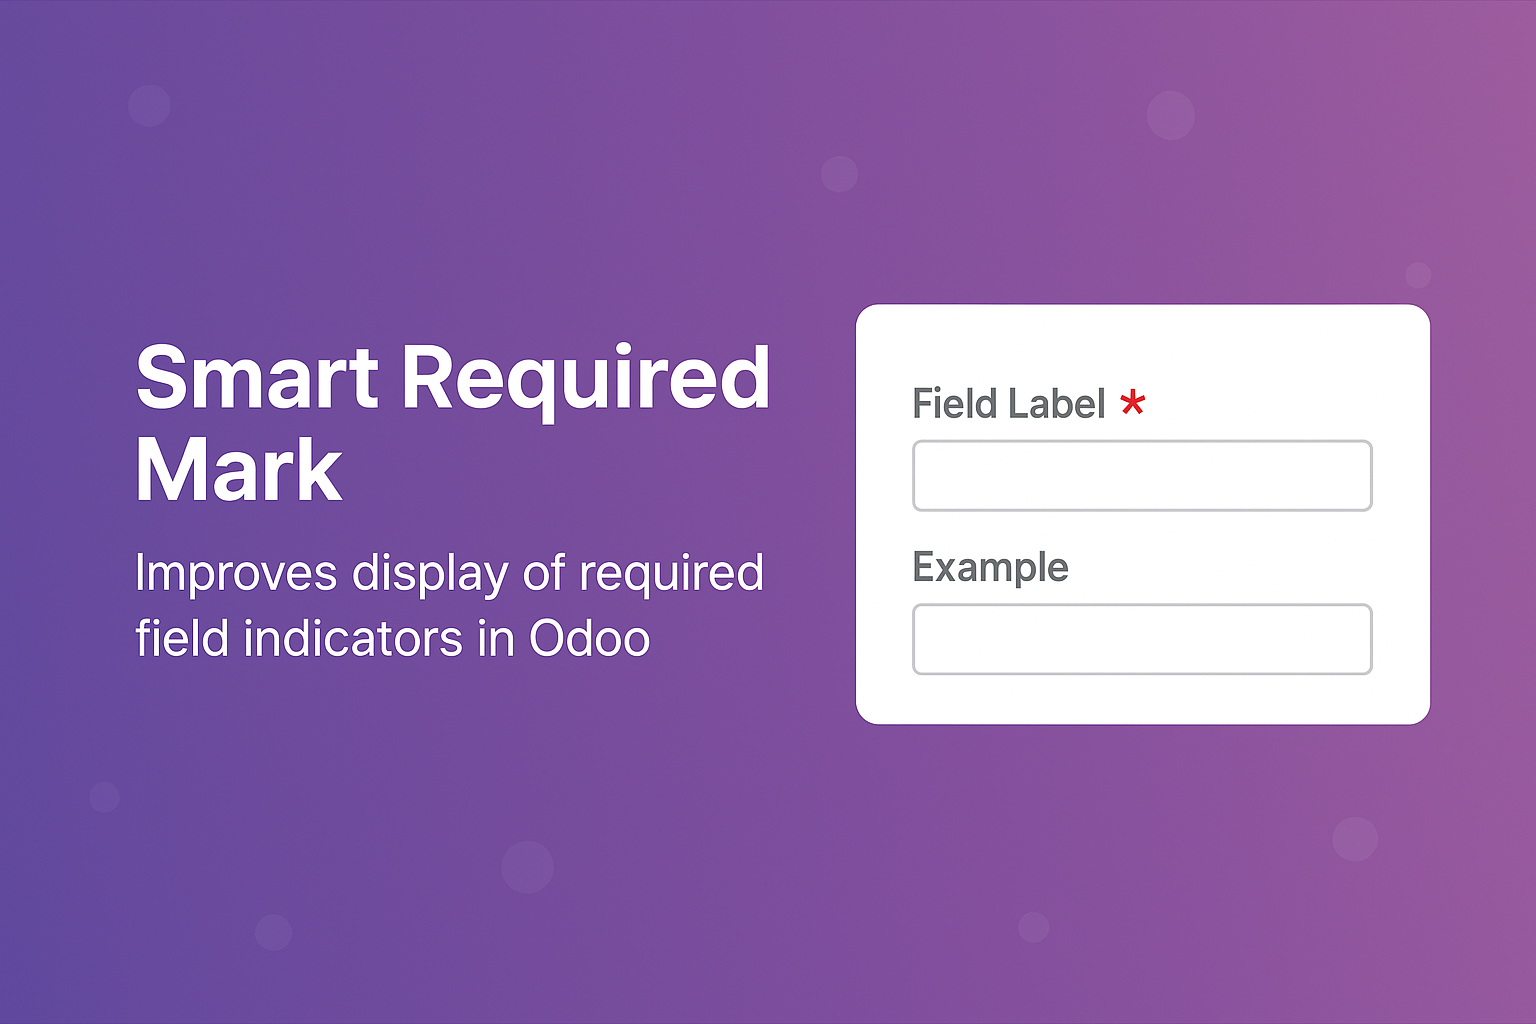 Smart Required
Mark
Improves display of required
field indicators in Odoo
Field Label *
Example